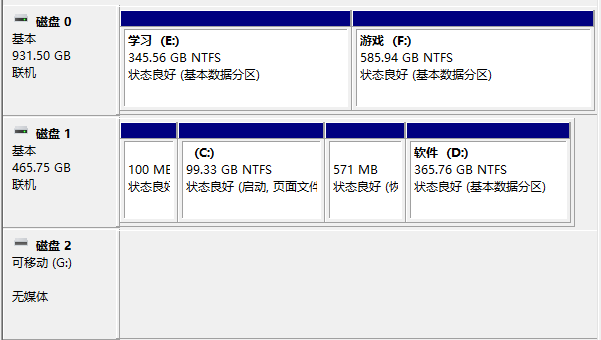 磁盘 0
基本
931.50 GB
联机
学习 (E:)
345.56 GB NTFS
状态良好 (基本数据分区)
游戏 (F:)
585.94 GB NTFS
状态良好 (基本数据分区)
磁盘 1
基本
465.75 GB
联机
100 ME
状态良好
(C:)
99.33 GB NTFS
状态良好 (启动, 页面文件
571 MB
状态良好 (恢
软件 (D:)
365.76 GB NTFS
状态良好 (基本数据分区)
磁盘 2
可移动 (G:)
无媒体